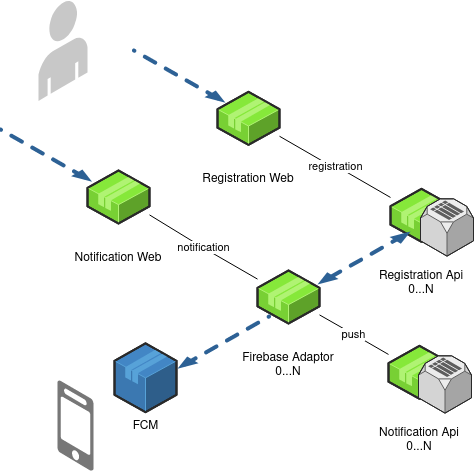 registration
Registration Web
notification
Notification Web
Registration Api
0...N
push
Firebase Adaptor
0...N
FCM
Notification Api
0...N